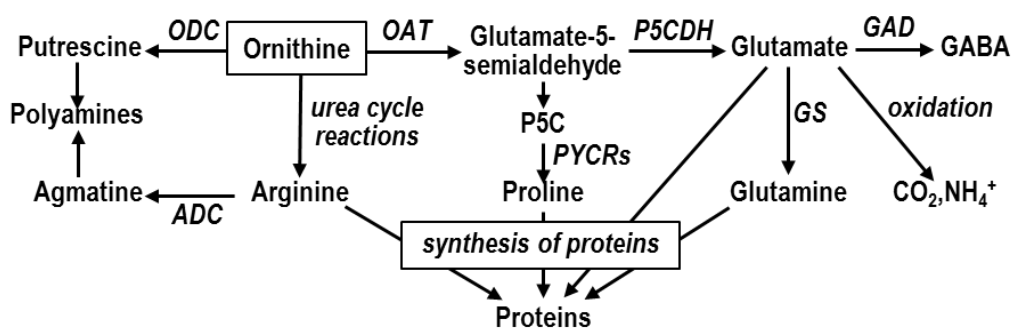 ODC
OAT
P5CDH
GAD
Putrescine
Ornithine
Glutamate-5-
semialdehyde
Glutamate
GABA
Polyamines
urea cycle
reactions
P5C
GS
oxidation
PYCRs
Agmatine
ADC
Arginine
Proline
Glutamine
CO₂,NH₄⁺
synthesis of proteins
Proteins